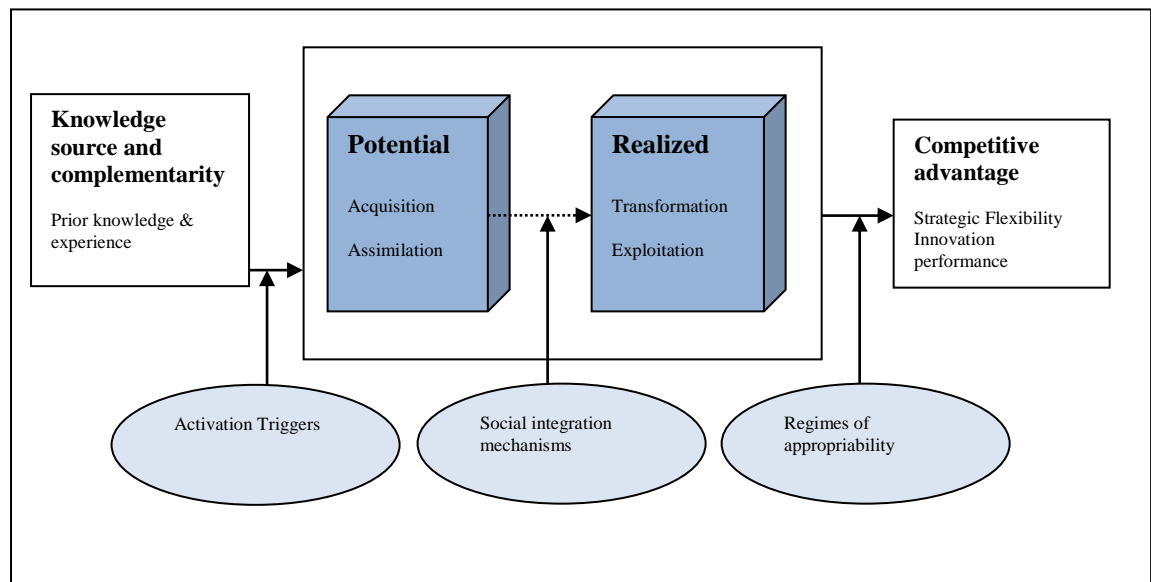 Knowledge
source and
complementarity
Prior knowledge &
experience
Potential
Acquisition
Assimilation
Realized
Transformation
Exploitation
Competitive
advantage
Strategic Flexibility
Innovation
performance
Activation Triggers
Social integration
mechanisms
Regimes of
appropriability